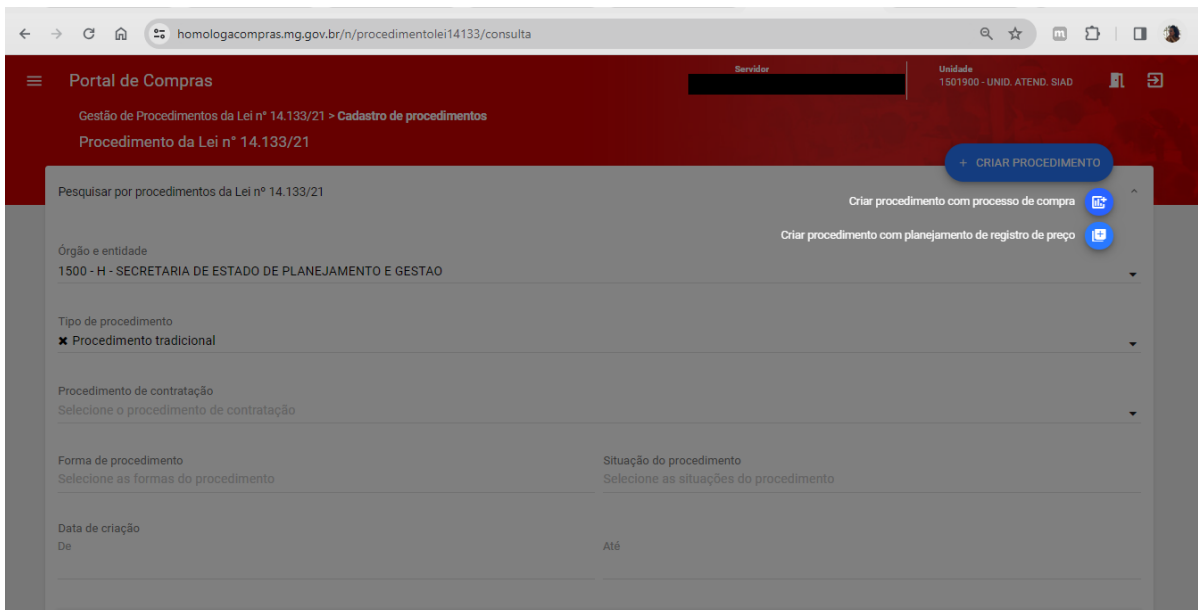 homologacompras.mg.gov.br/n/procedimentolei14133/consulta
m
Portal de Compras
Servidor
Unidade
1501900 - UNID. ATEND. SIAD
Gestão de Procedimentos da Lei n° 14.133/21 > Cadastro de procedimentos
Procedimento da Lei n° 14.133/21
+ CRIAR PROCEDIMENTO
Pesquisar por procedimentos da Lei nº 14.133/21
Criar procedimento com processo de compra
Criar procedimento com planejamento de registro de preço
Órgão e entidade
1500 - H - SECRETARIA DE ESTADO DE PLANEJAMENTO E GESTAO
Tipo de procedimento
✖ Procedimento tradicional
Procedimento de contratação
Selecione o procedimento de contratação
Forma de procedimento
Situação do procedimento
Selecione as formas do procedimento
Selecione as situações do procedimento
Data de criação
De
Até